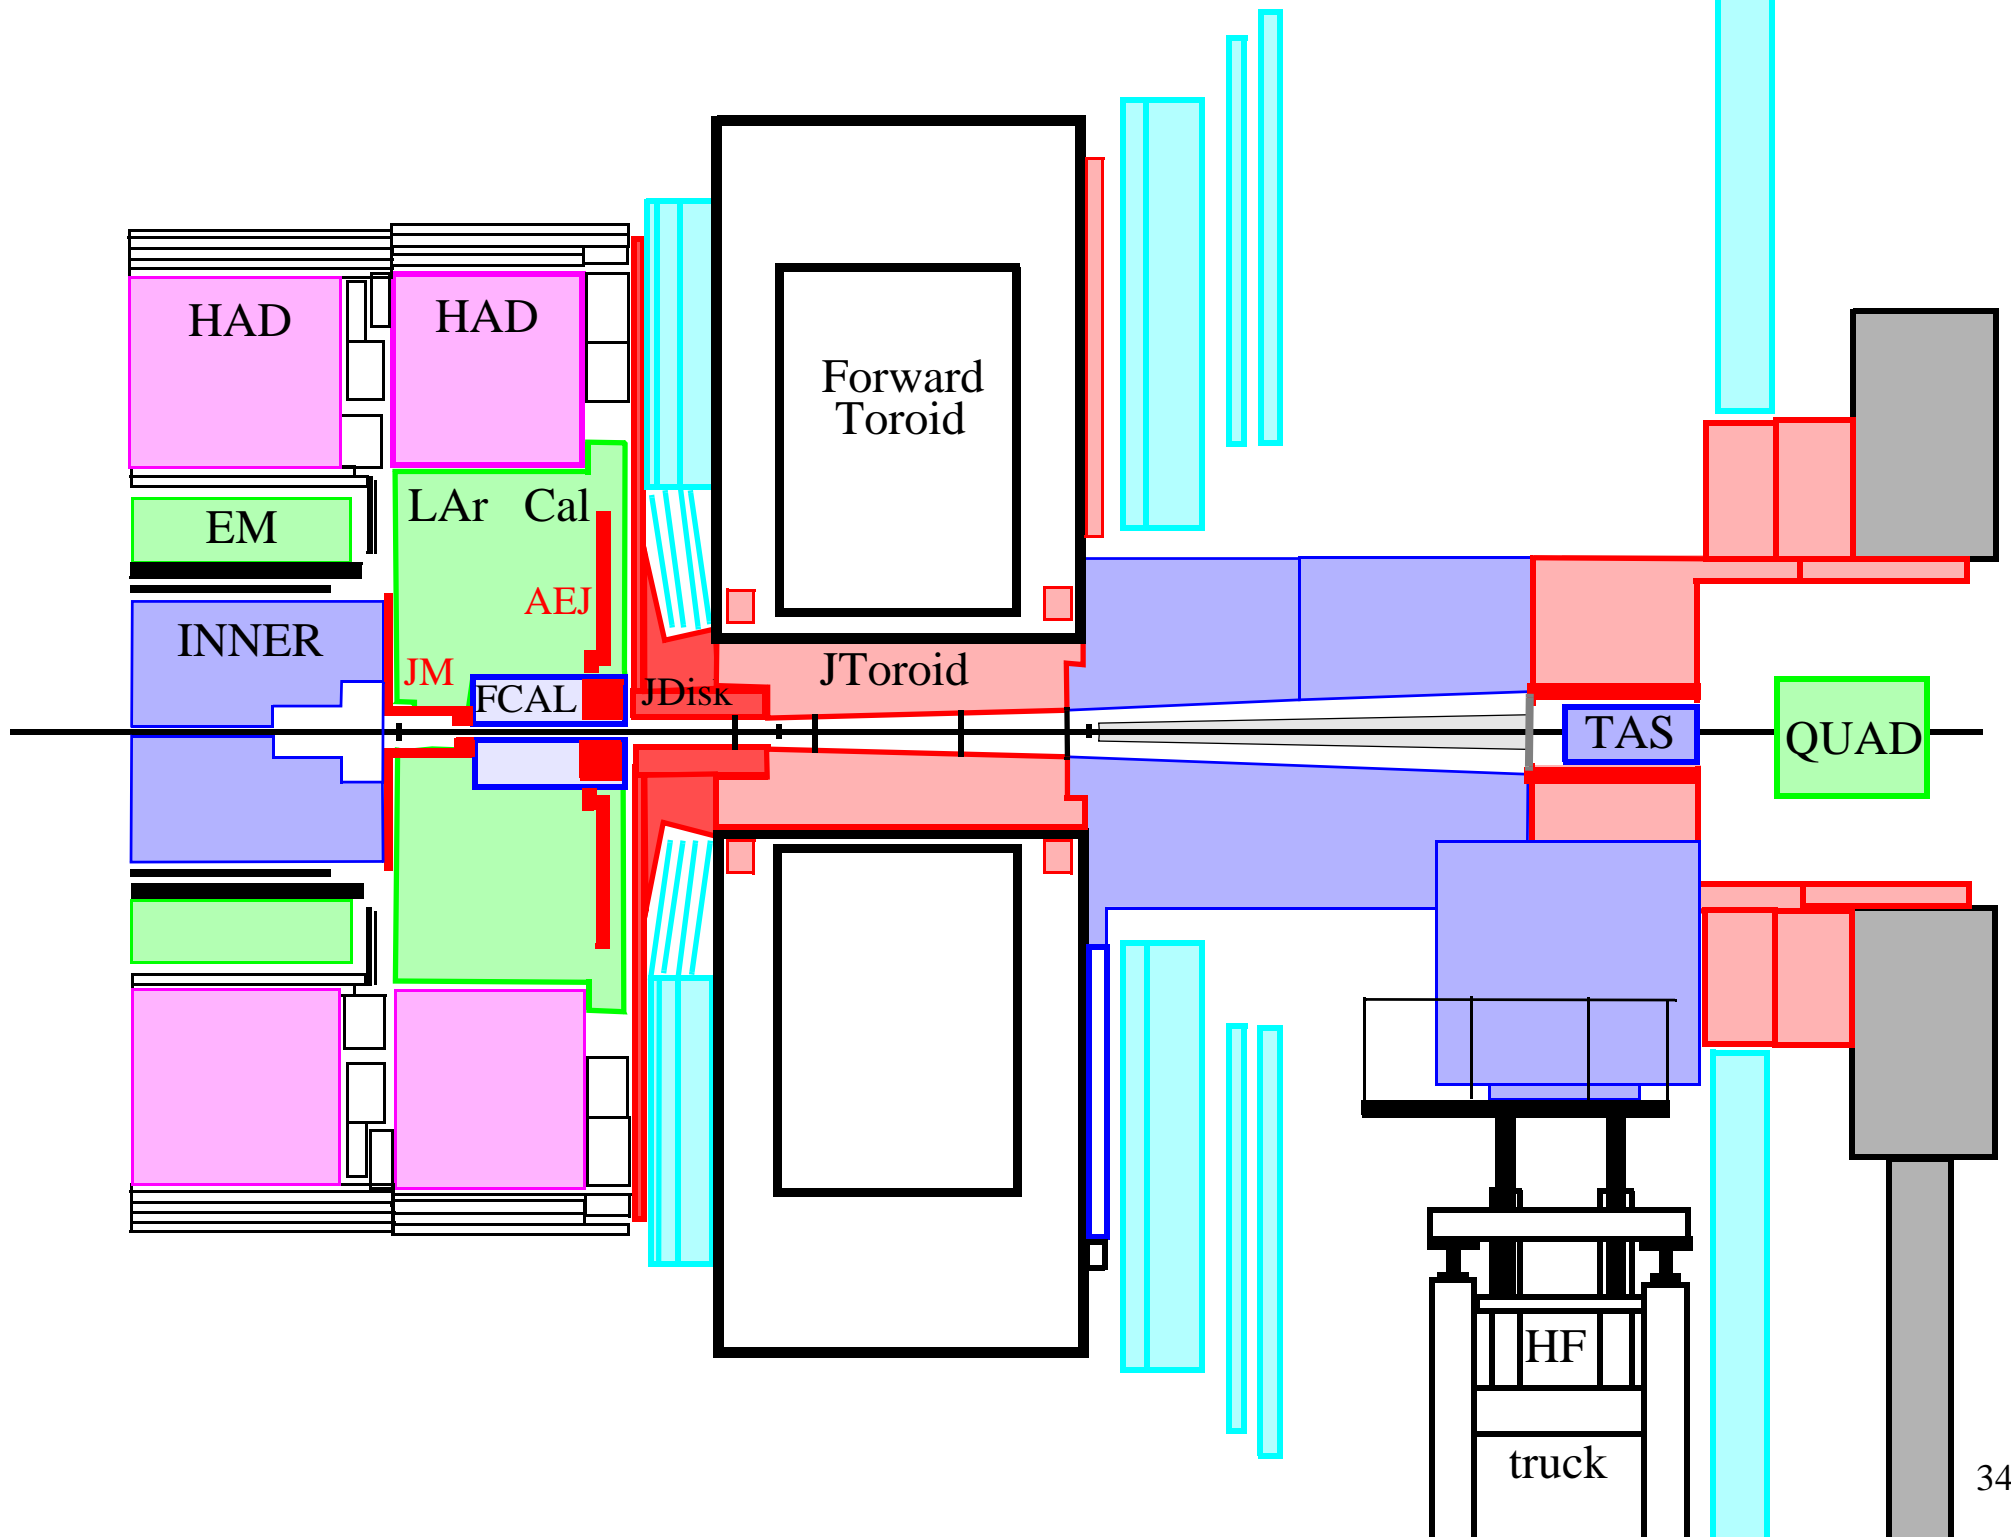 HAD HAD
Forward
Toroid
LAr Cal
EM
AEJ
INNER
JM
FCAL
JDisk
JToroid
TAS
QUAD
HF
truck
34